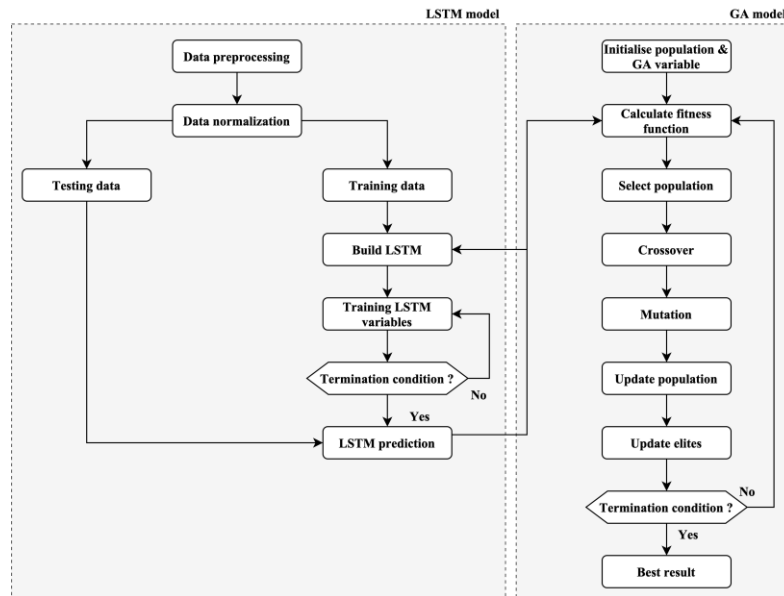 LSTM model
Data preprocessing
Data normalization
Testing data
Training data
Build LSTM
Training LSTM
variables
Termination condition ?
No
Yes
LSTM prediction
GA model
Initialise population &
GA variable
Calculate fitness
function
Select population
Crossover
Mutation
Update population
Update elites
No
Termination condition ?
Yes
Best result